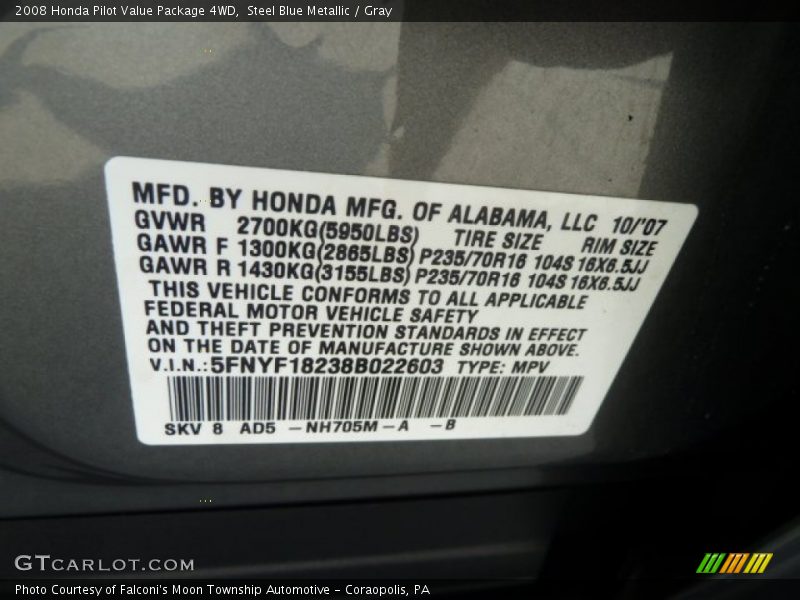 2008 Honda Pilot Value Package 4WD,  Steel Blue Metallic / Gray
MFD. BY HONDA MFG. OF ALABAMA, LLC 10/'07
GVWR 2700KG(5950LBS) TIRE SIZE RIM SIZE
GAWR F 1300KG(2865LBS) P235/70R16 104S 16X6.5JJ
GAWR R 1430KG(3155LBS) P235/70R16 104S 16X6.5JJ
THIS VEHICLE CONFORMS TO ALL APPLICABLE
FEDERAL MOTOR VEHICLE SAFETY
AND THEFT PREVENTION STANDARDS IN EFFECT
ON THE DATE OF MANUFACTURE SHOWN ABOVE.
V.I.N.: 5FNYF18238B022603 TYPE: MPV
SKV 8 AD5 –NH705M–A –B
GTCARLOT.COM
Photo Courtesy of Falconi's Moon Township Automotive – Coraopolis, PA